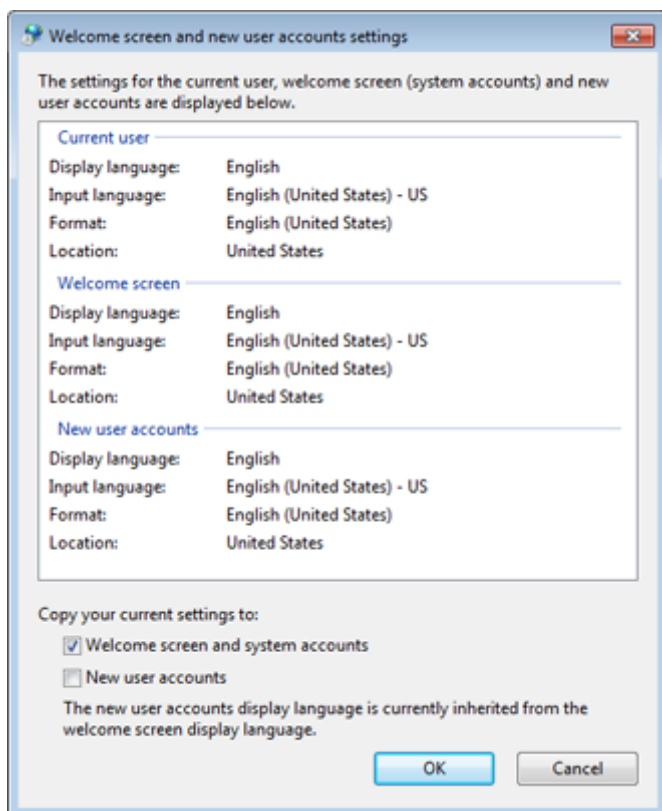 Welcome screen and new user accounts settings
The settings for the current user, welcome screen (system accounts) and new
user accounts are displayed below.
Current user
Display language: English
Input language: English (United States) - US
Format: English (United States)
Location: United States
Welcome screen
Display language: English
Input language: English (United States) - US
Format: English (United States)
Location: United States
New user accounts
Display language: English
Input language: English (United States) - US
Format: English (United States)
Location: United States
Copy your current settings to:
Welcome screen and system accounts
New user accounts
The new user accounts display language is currently inherited from the
welcome screen display language.
OK Cancel